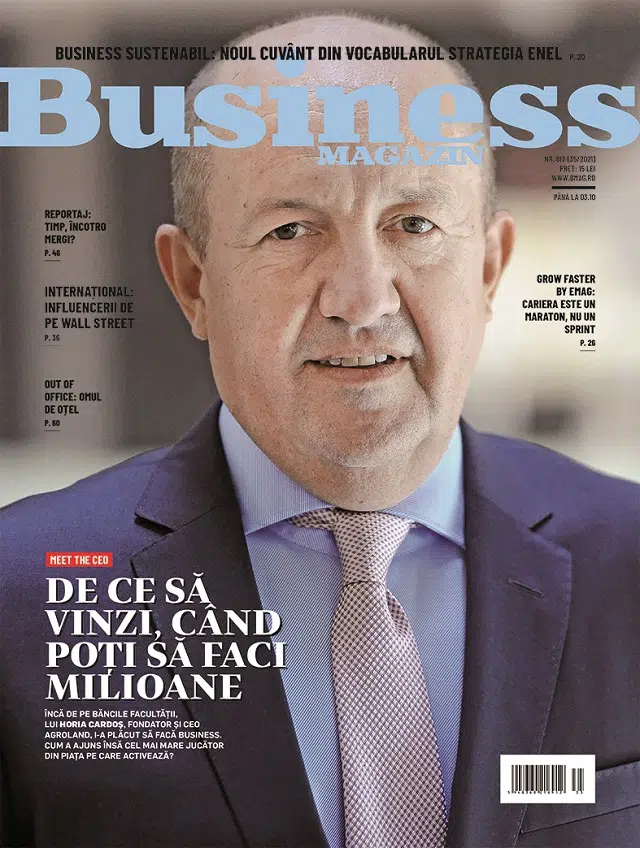 BUSINESS SUSTENABIL: NOUL CUVÂNT DIN VOCABULARUL STRATEGIA ENEL P. 20
Business
MAGAZIN
NR. 812 (35/2021)
PREȚ: 15 LEI
WWW.BMAG.RO
PÂNĂ LA 03.10
REPORTAJ:
TIMP, ÎNCOTRO
MERGI?
P. 46
INTERNAȚIONAL:
INFLUENCERII DE
PE WALL STREET
P. 36
OUT OF
OFFICE: OMUL
DE OȚEL
P. 60
GROW FASTER
BY EMAG:
CARIERA ESTE UN
MARATON, NU UN
SPRINT
P. 26
MEET THE CEO
DE CE SĂ
VINZI, CÂND
POȚI SĂ FACI
MILIOANE
ÎNCĂ DE PE BĂNCILE FACULTĂȚII,
LUI HORIA CARDOȘ, FONDATOR ȘI CEO
AGROLAND, I-A PLĂCUT SĂ FACĂ BUSINESS.
CUM A AJUNS ÎNSĂ CEL MAI MARE JUCĂTOR
DIN PIAȚA PE CARE ACTIVEAZĂ?